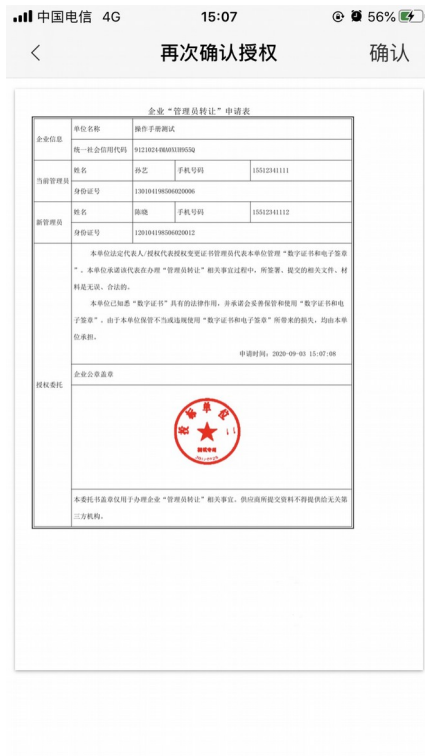 中国电信 4G 15:07 56%
再次确认授权 确认
企业“管理员转让”申请表
企业信息 单位名称 操作手册测试
统一社会信用代码
当前管理员 姓名 孙艺 手机号码 15512341111
身份证号 130104198506020006
新管理员 姓名 陈晓 手机号码 15512341112
身份证号 120104198506020012
授权委托
本单位法定代表人/授权代表授权变更证书管理员代表本单位管理“数字证书和电子签章
”。本单位承诺该代表在办理“管理员转让”相关事宜过程中，所签署、提交的相关文件、材
料是无误、合法的。
本单位已知悉“数字证书”具有的法律作用，并承诺会妥善保管和使用“数字证书和电
子签章”。由于本单位保管不当或违规使用“数字证书和电子签章”所带来的损失，均由本单
位承担。
申请时间：2020-09-03 15:07:08
企业公章盖章
投标单位
本委托书盖章仅用于办理企业“管理员转让”相关事宜。供应商所提交资料不得提供给无关第
三方机构。